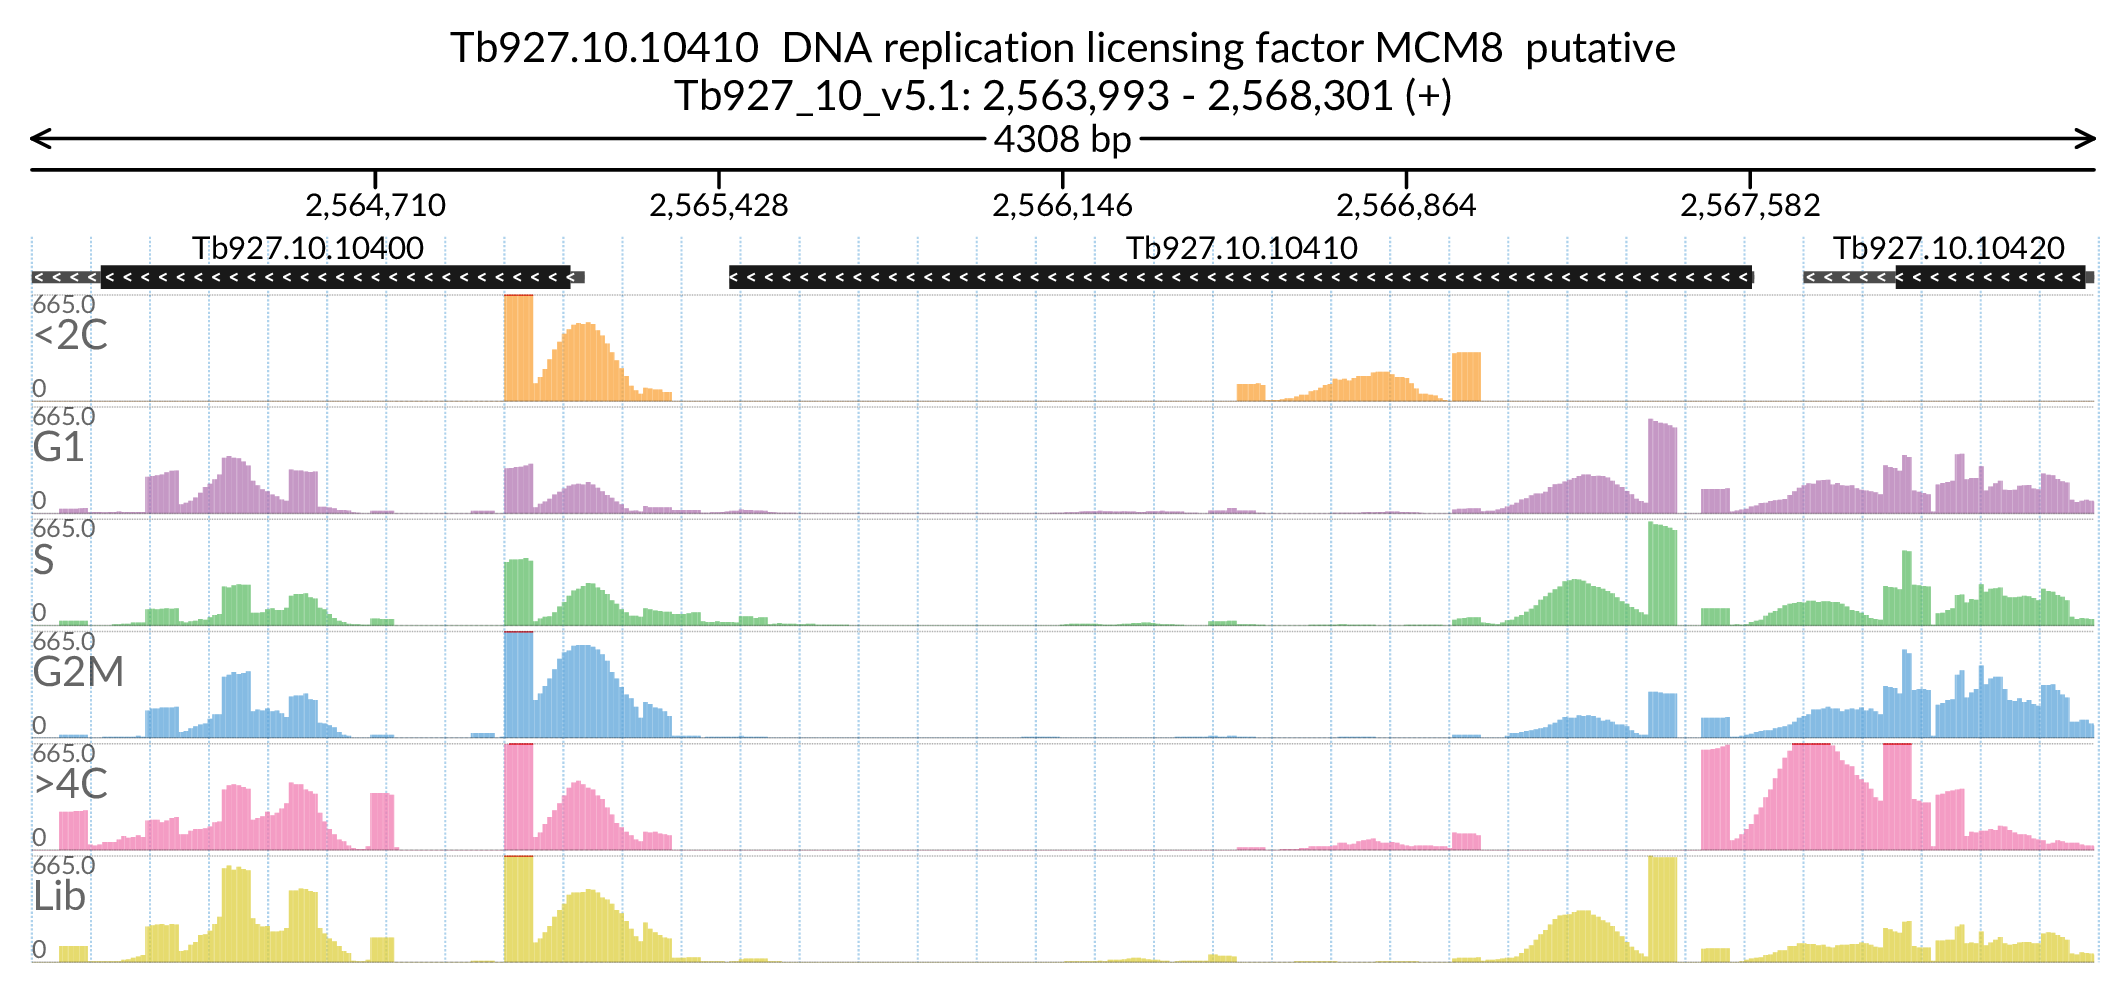 Tb927.10.10410  DNA replication licensing factor MCM8  putative
Tb927_10_v5.1: 2,563,993 - 2,568,301 (+)
4308 bp
2,564,710 2,565,428 2,566,146 2,566,864 2,567,582
Tb927.10.10400 Tb927.10.10410 Tb927.10.10420
665.0
<2C
0
665.0
G1
0
665.0
S
0
665.0
G2M
0
665.0
>4C
0
665.0
Lib
0